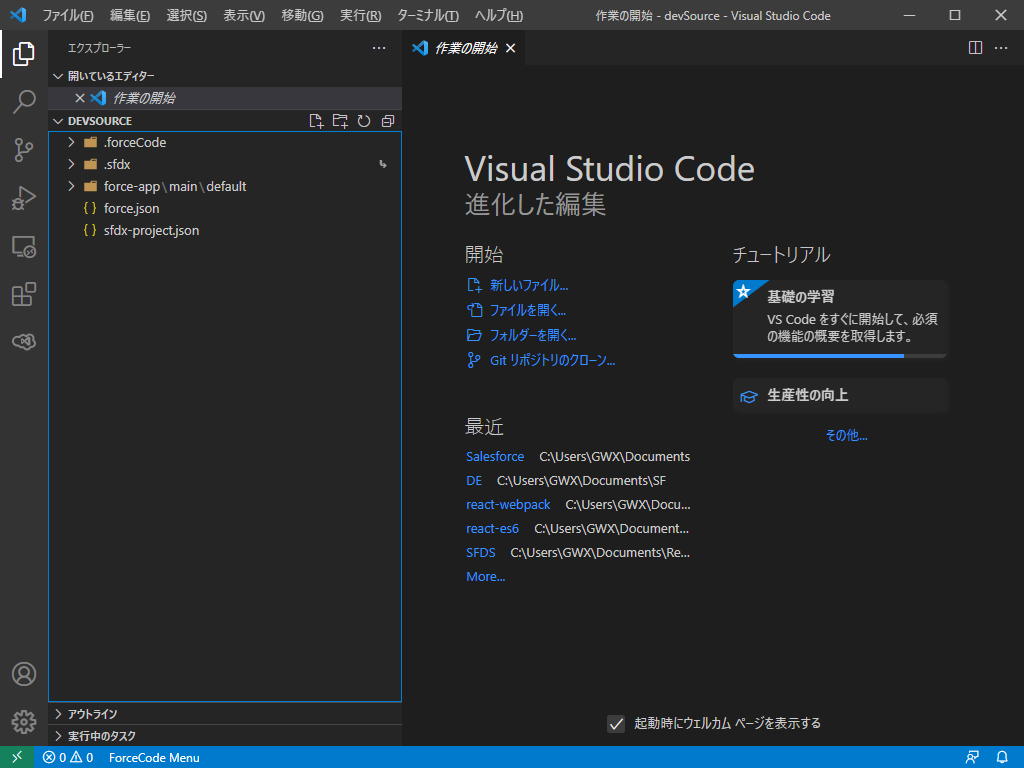 ファイル(F) 編集(E) 選択(S) 表示(V) 移動(G) 実行(R) ターミナル(T) ヘルプ(H) 作業の開始 - devSource - Visual Studio Code
エクスプローラー
作業の開始
開いているエディター
作業の開始
DEVSOURCE
.forceCode
.sfdx
force-app\main\default
{ } force.json
{ } sfdx-project.json
アウトライン
実行中のタスク
Visual Studio Code
進化した編集
開始
新しいファイル...
ファイルを開く...
フォルダーを開く...
Git リポジトリのクローン...
最近
Salesforce C:\Users\GWX\Documents
DE C:\Users\GWX\Documents\SF
react-webpack C:\Users\GWX\Docu...
react-es6 C:\Users\GWX\Document...
SFDS C:\Users\GWX\Documents\Re...
More...
チュートリアル
基礎の学習
VS Code をすぐに開始して、必須
の機能の概要を取得します。
生産性の向上
その他...
起動時にウェルカム ページを表示する
0 0 ForceCode Menu